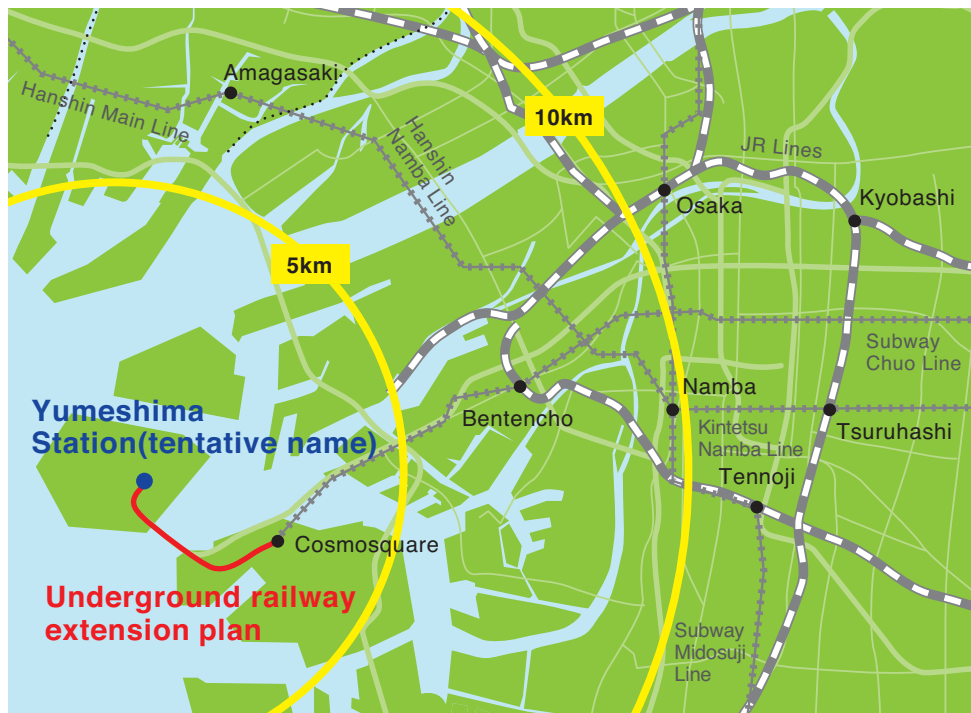 Amagasaki
Hanshin Main Line
Hanshin
Namba Line
10km
JR Lines
Osaka
Kyobashi
5km
Subway
Chuo Line
Yumeshima
Station(tentative name)
Bentencho
Namba
Kintetsu
Namba Line
Tsuruhashi
Tennoji
Cosmosquare
Underground railway
extension plan
Subway
Midosuji
Line